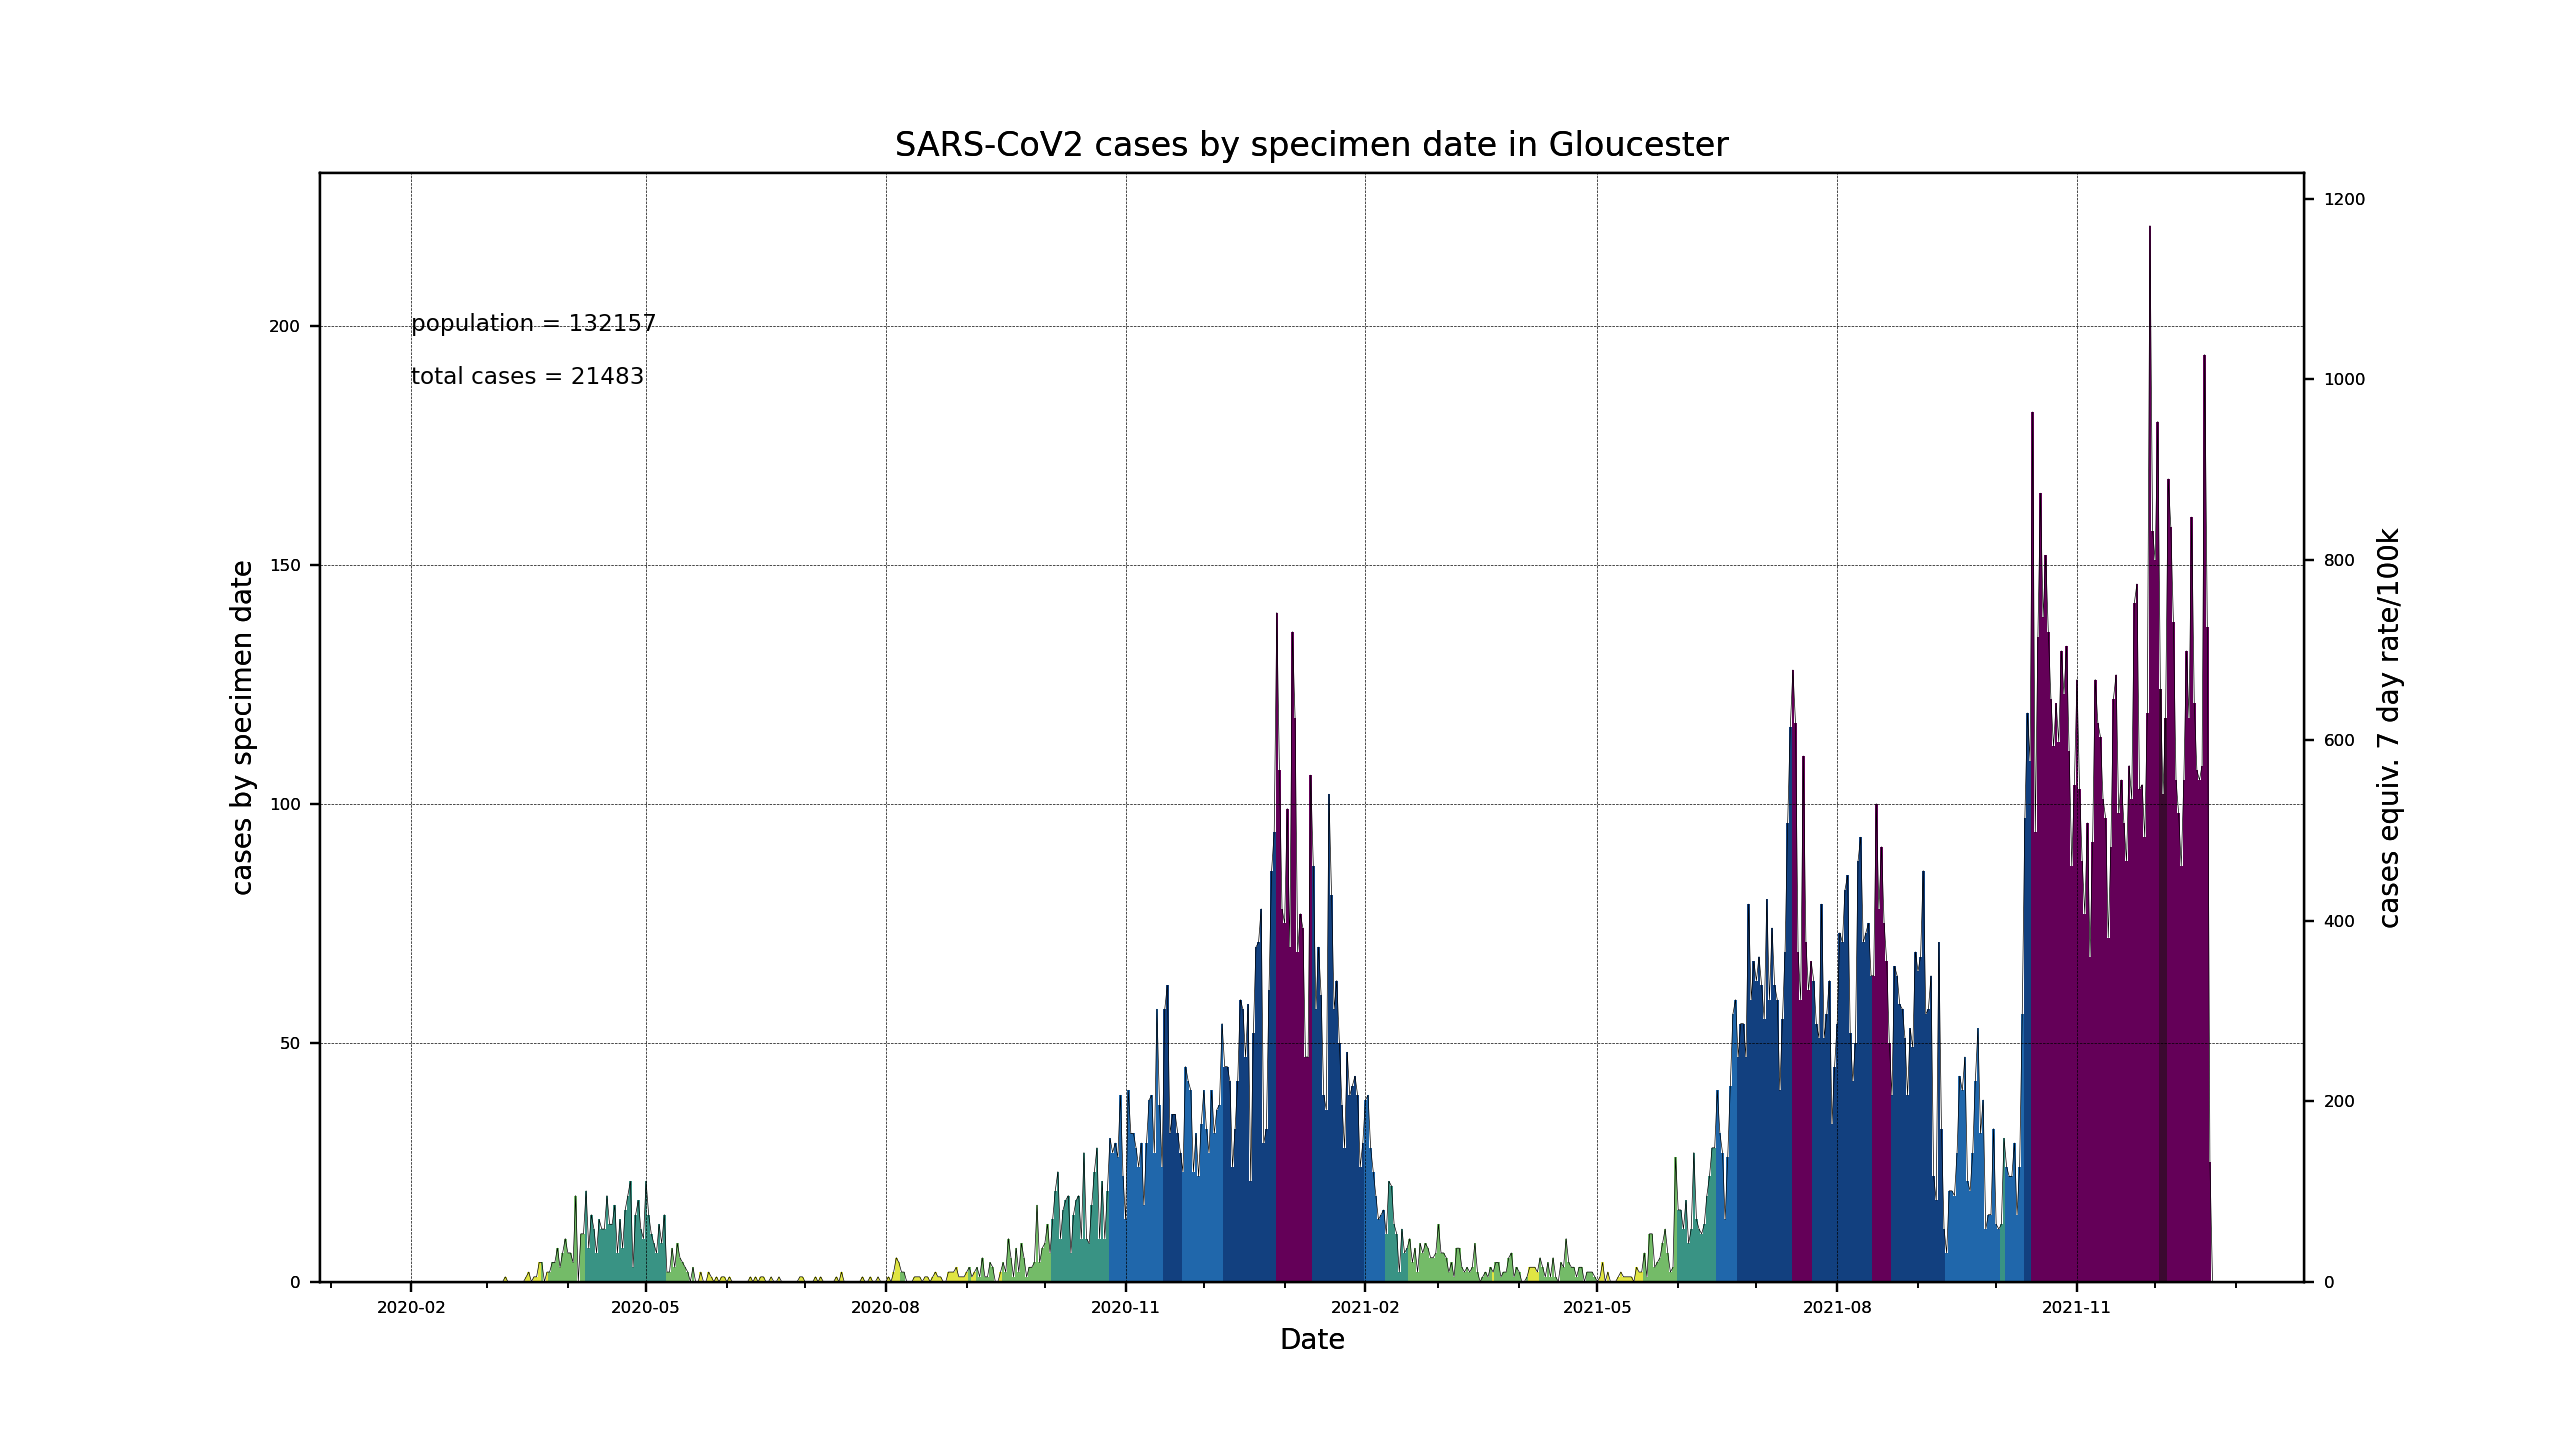 SARS-CoV2 cases by specimen date in Gloucester
population = 132157
total cases = 21483
cases by specimen date
200
150
100
50
0
1200
1000
800
600
400
200
0
cases equiv. 7 day rate/100k
2020-02 2020-05 2020-08 2020-11 2021-02 2021-05 2021-08 2021-11
Date